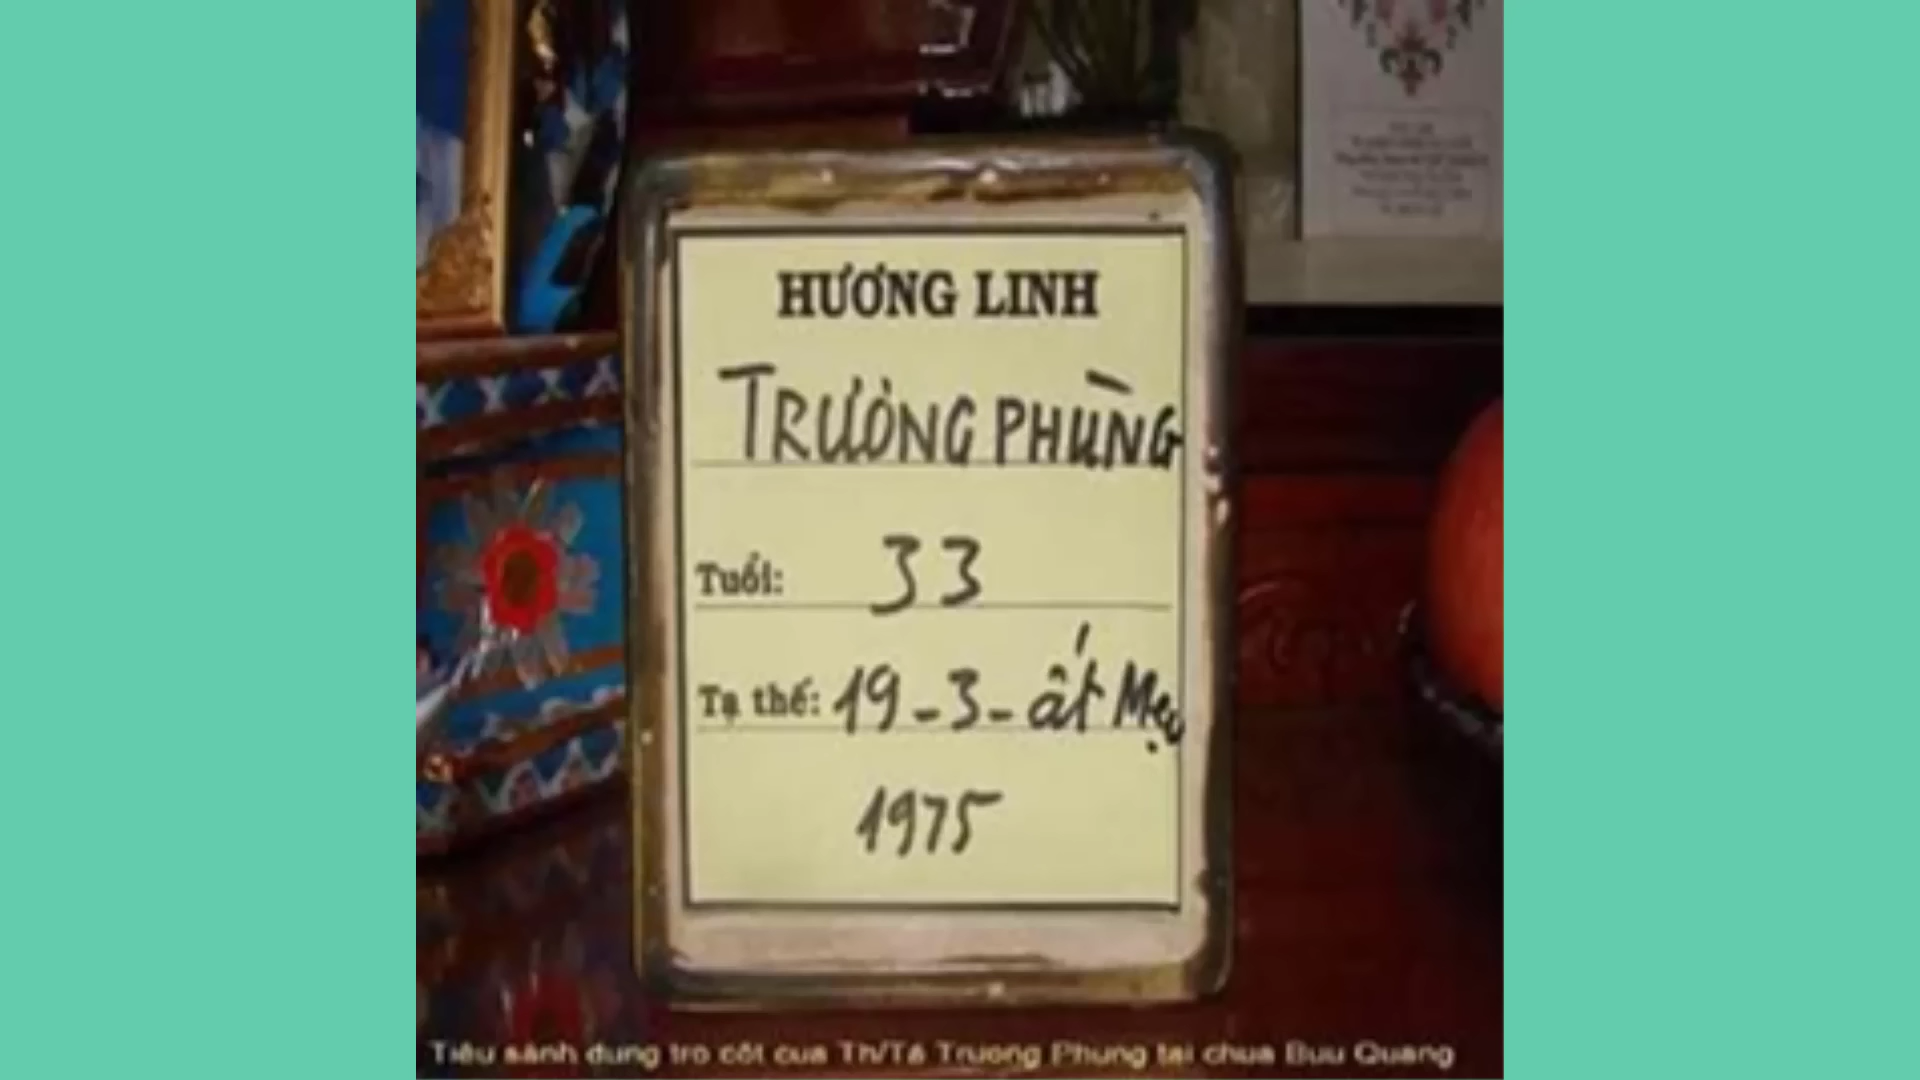 HƯƠNG LINH
TRƯỜNG PHÙNG
Tuổi: 33
Tạ thế: 19-3-ất Mẹo
1975
Tiểu sành đựng tro cốt của Th/Tá Trương Phùng tại chùa Bửu Quang